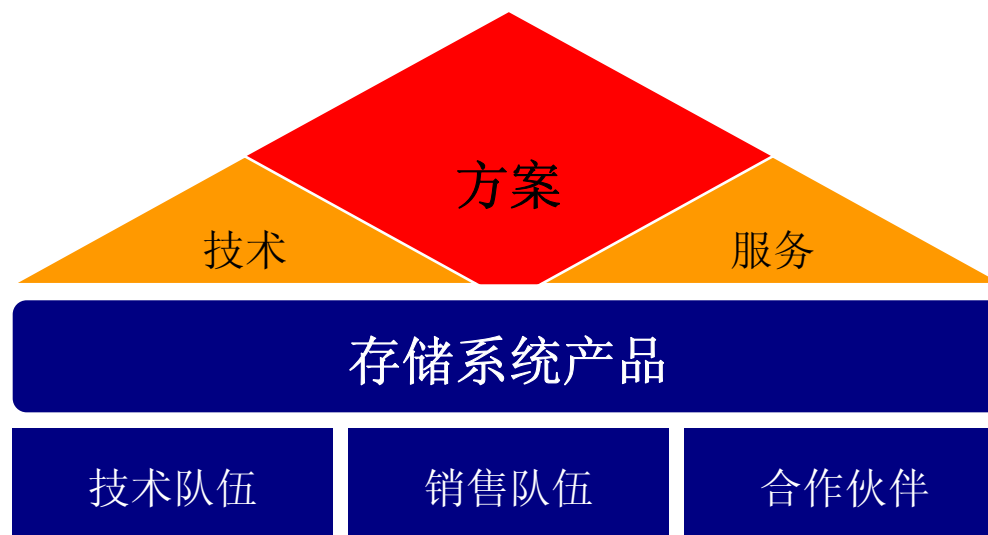 方案
技术
服务
存储系统产品
技术队伍
销售队伍
合作伙伴